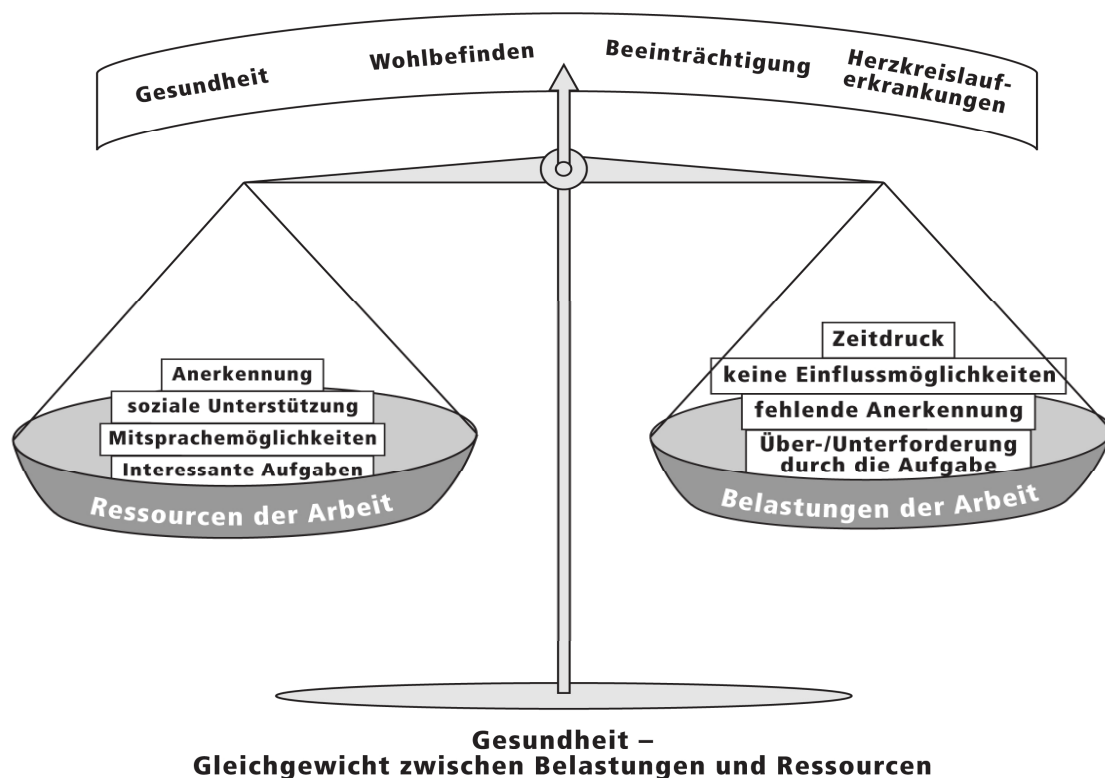 Gesundheit
Wohlbefinden
Beeinträchtigung
Herzkreislauf-
erkrankungen
Anerkennung
soziale Unterstützung
Mitsprachemöglichkeiten
Interessante Aufgaben
Ressourcen der Arbeit
Zeitdruck
keine Einflussmöglichkeiten
fehlende Anerkennung
Über-/Unterforderung
durch die Aufgabe
Belastungen der Arbeit
Gesundheit –
Gleichgewicht zwischen Belastungen und Ressourcen